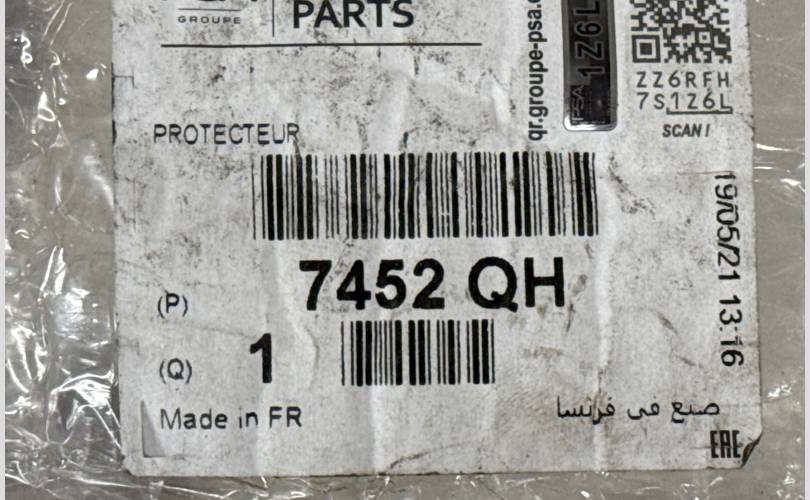 GROUPE
PARTS
qr.groupe-psa.c
PSA
1Z6L
ZZ6RFH
7S1Z6L
SCAN!
PROTECTEUR
7452 QH
(P)
(Q) 1
19/05/21 13:16
Made in FR
صنع في فرنسا
EAC